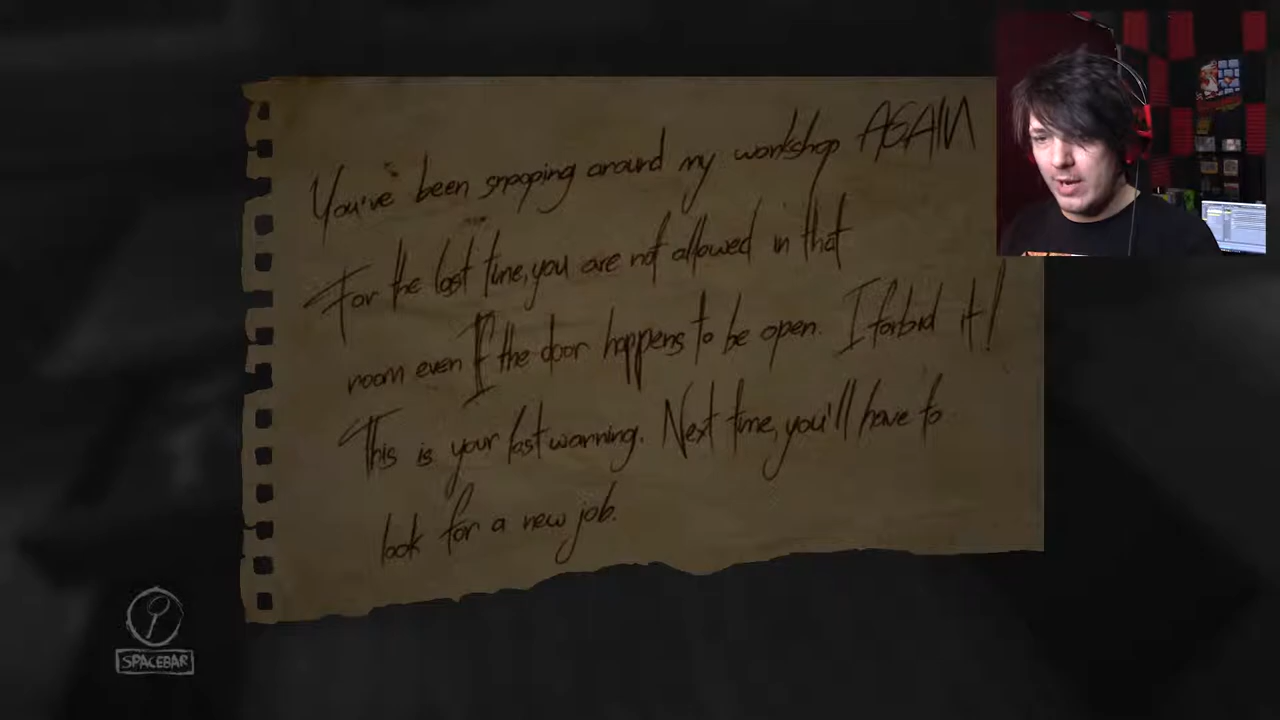 You've been snooping around my workshop AGAIN
For the last time, you are not allowed in that
room even If the door happens to be open. I forbid it!
This is your last warning. Next time, you'll have to
look for a new job.
SPACEBAR